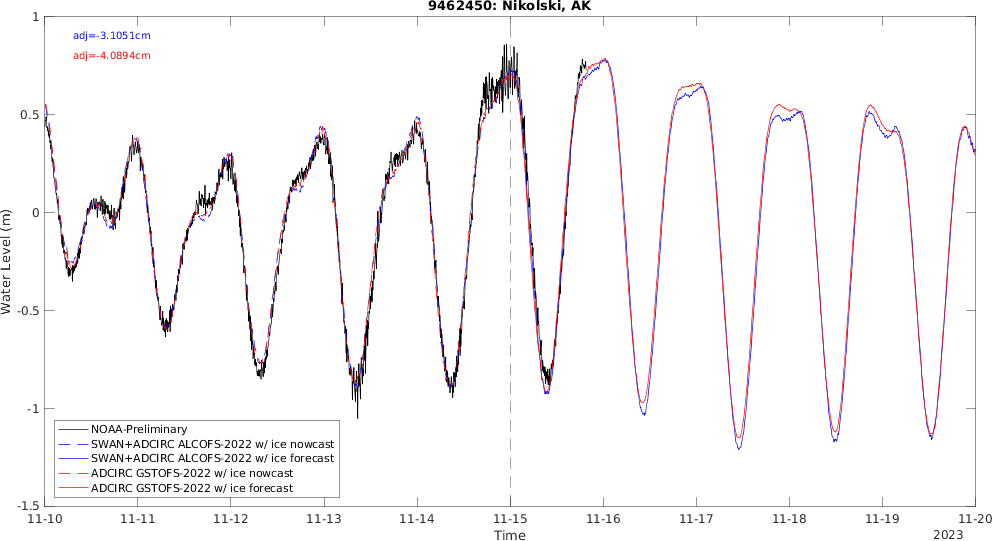 9462450: Nikolski, AK
adj=-3.1051cm
adj=-4.0894cm
Water Level (m)
1
0.5
0
-0.5
-1
-1.5
NOAA-Preliminary
SWAN+ADCIRC ALCOFS-2022 w/ ice nowcast
SWAN+ADCIRC ALCOFS-2022 w/ ice forecast
ADCIRC GSTOFS-2022 w/ ice nowcast
ADCIRC GSTOFS-2022 w/ ice forecast
11-10 11-11 11-12 11-13 11-14 11-15 11-16 11-17 11-18 11-19 11-20
Time
2023